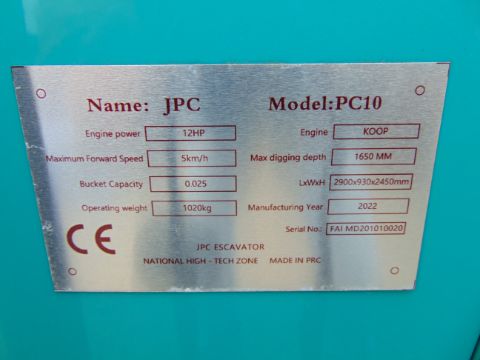 Name: JPC Model:PC10
Engine power 12HP Engine KOOP
Maximum Forward Speed 5km/h Max digging depth 1650 MM
Bucket Capacity 0.025 LxWxH 2900x930x2450mm
Operating weight 1020kg Manufacturing Year 2022
Serial No.: FAI MD201010020
CE
JPC ESCAVATOR
NATIONAL HIGH - TECH ZONE MADE IN PRC